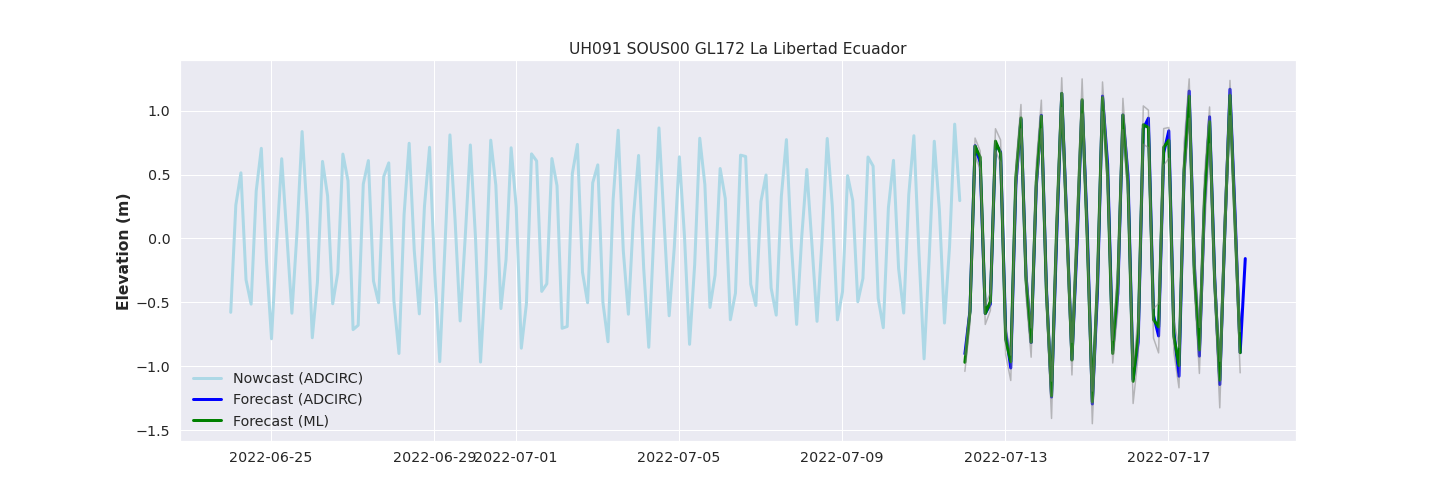 UH091 SOUS00 GL172 La Libertad Ecuador
Elevation (m)
1.0
0.5
0.0
−0.5
−1.0
−1.5
Nowcast (ADCIRC)
Forecast (ADCIRC)
Forecast (ML)
2022-06-25 2022-06-29 2022-07-01 2022-07-05 2022-07-09 2022-07-13 2022-07-17